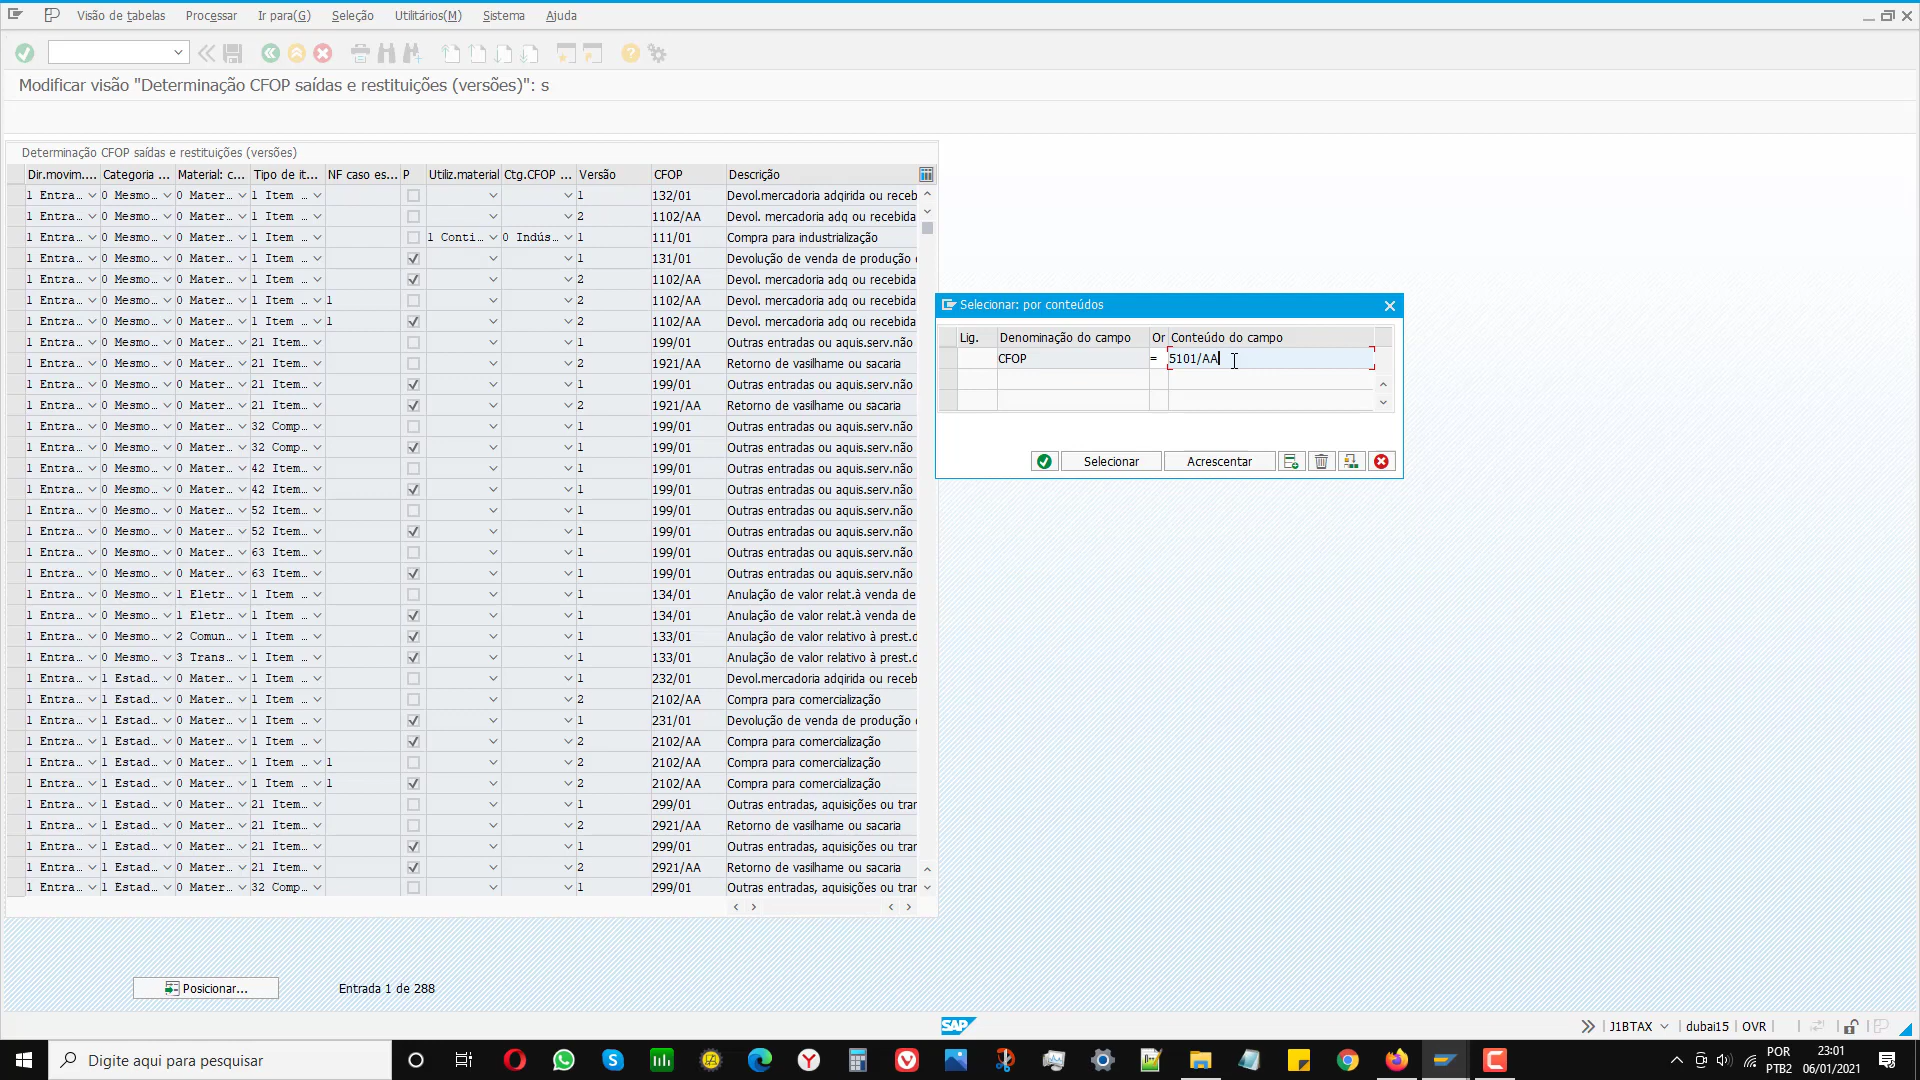 Visão de tabelas Processar Ir para(G) Seleção Utilitários(M) Sistema Ajuda
Modificar visão "Determinação CFOP saídas e restituições (versões)": s
Determinação CFOP saídas e restituições (versões)
Dir.movim.... Categoria ... Material: c... Tipo de it... NF caso es... P Utiliz.material Ctg.CFOP ... Versão CFOP Descrição
1 Entra... 0 Mesmo... 0 Mater... 1 Item ... 1 132/01 Devol.mercadoria adqirida ou receb
1 Entra... 0 Mesmo... 0 Mater... 1 Item ... 2 1102/AA Devol. mercadoria adq ou recebida
1 Entra... 0 Mesmo... 0 Mater... 1 Item ... 1 Conti... 0 Indús... 1 111/01 Compra para industrialização
1 Entra... 0 Mesmo... 0 Mater... 1 Item ... 1 131/01 Devolução de venda de produção
1 Entra... 0 Mesmo... 0 Mater... 1 Item ... 2 1102/AA Devol. mercadoria adq ou recebida
1 Entra... 0 Mesmo... 0 Mater... 1 Item ... 1 2 1102/AA Devol. mercadoria adq ou recebida
1 Entra... 0 Mesmo... 0 Mater... 1 Item ... 1 2 1102/AA Devol. mercadoria adq ou recebida
1 Entra... 0 Mesmo... 0 Mater... 21 Item... 1 199/01 Outras entradas ou aquis.serv.não
1 Entra... 0 Mesmo... 0 Mater... 21 Item... 2 1921/AA Retorno de vasilhame ou sacaria
1 Entra... 0 Mesmo... 0 Mater... 21 Item... 1 199/01 Outras entradas ou aquis.serv.não
1 Entra... 0 Mesmo... 0 Mater... 21 Item... 2 1921/AA Retorno de vasilhame ou sacaria
1 Entra... 0 Mesmo... 0 Mater... 32 Comp... 1 199/01 Outras entradas ou aquis.serv.não
1 Entra... 0 Mesmo... 0 Mater... 32 Comp... 1 199/01 Outras entradas ou aquis.serv.não
1 Entra... 0 Mesmo... 0 Mater... 42 Item... 1 199/01 Outras entradas ou aquis.serv.não
1 Entra... 0 Mesmo... 0 Mater... 42 Item... 1 199/01 Outras entradas ou aquis.serv.não
1 Entra... 0 Mesmo... 0 Mater... 52 Item... 1 199/01 Outras entradas ou aquis.serv.não
1 Entra... 0 Mesmo... 0 Mater... 52 Item... 1 199/01 Outras entradas ou aquis.serv.não
1 Entra... 0 Mesmo... 0 Mater... 63 Item... 1 199/01 Outras entradas ou aquis.serv.não
1 Entra... 0 Mesmo... 0 Mater... 63 Item... 1 199/01 Outras entradas ou aquis.serv.não
1 Entra... 0 Mesmo... 1 Eletr... 1 Item ... 1 134/01 Anulação de valor relat.à venda de
1 Entra... 0 Mesmo... 1 Eletr... 1 Item ... 1 134/01 Anulação de valor relat.à venda de
1 Entra... 0 Mesmo... 2 Comun... 1 Item ... 1 133/01 Anulação de valor relativo à prest.d
1 Entra... 0 Mesmo... 3 Trans... 1 Item ... 1 133/01 Anulação de valor relativo à prest.d
1 Entra... 1 Estad... 0 Mater... 1 Item ... 1 232/01 Devol.mercadoria adqirida ou receb
1 Entra... 1 Estad... 0 Mater... 1 Item ... 2 2102/AA Compra para comercialização
1 Entra... 1 Estad... 0 Mater... 1 Item ... 1 231/01 Devolução de venda de produção
1 Entra... 1 Estad... 0 Mater... 1 Item ... 2 2102/AA Compra para comercialização
1 Entra... 1 Estad... 0 Mater... 1 Item ... 1 2 2102/AA Compra para comercialização
1 Entra... 1 Estad... 0 Mater... 1 Item ... 1 2 2102/AA Compra para comercialização
1 Entra... 1 Estad... 0 Mater... 21 Item... 1 299/01 Outras entradas, aquisições ou trar
1 Entra... 1 Estad... 0 Mater... 21 Item... 2 2921/AA Retorno de vasilhame ou sacaria
1 Entra... 1 Estad... 0 Mater... 21 Item... 1 299/01 Outras entradas, aquisições ou trar
1 Entra... 1 Estad... 0 Mater... 21 Item... 2 2921/AA Retorno de vasilhame ou sacaria
1 Entra... 1 Estad... 0 Mater... 32 Comp... 1 299/01 Outras entradas, aquisições ou trar
Selecionar: por conteúdos
Lig. Denominação do campo Or Conteúdo do campo
CFOP = 5101/AA
Selecionar Acrescentar
Posicionar... Entrada 1 de 288
SAP J1BTAX dubai15 OVR
Digite aqui para pesquisar
POR 23:01
PTB2 06/01/2021